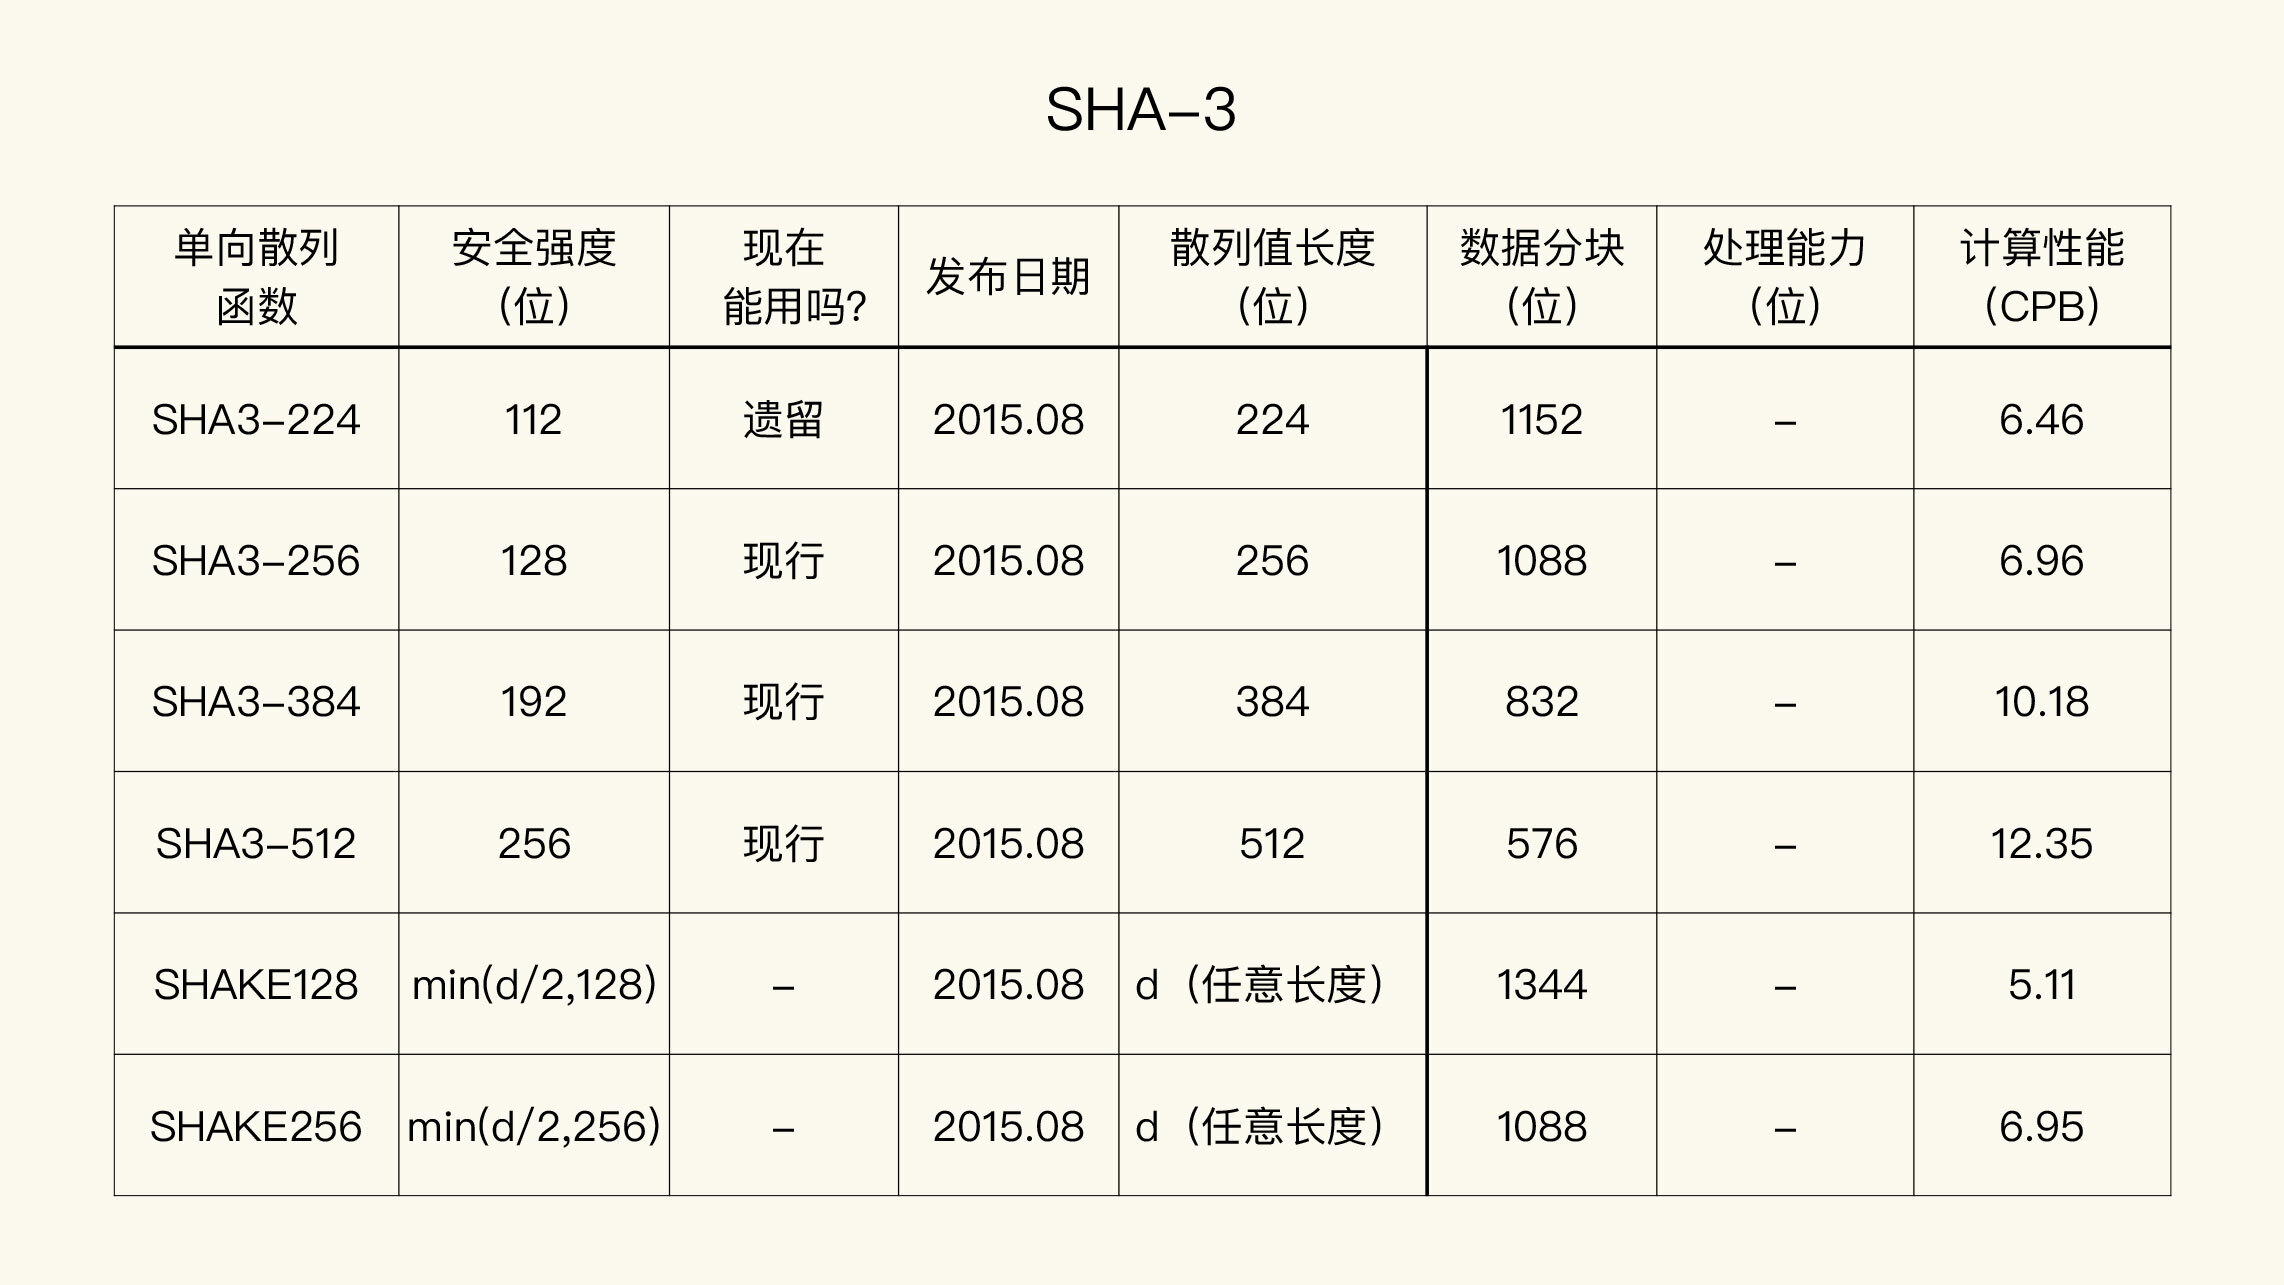 SHA–3
单向散列
函数
安全强度
(位)
现在
能用吗?
发布日期
散列值长度
(位)
数据分块
(位)
处理能力
(位)
计算性能
(CPB)
SHA3–224 112 遗留 2015.08 224 1152 – 6.46
SHA3–256 128 现行 2015.08 256 1088 – 6.96
SHA3–384 192 现行 2015.08 384 832 – 10.18
SHA3–512 256 现行 2015.08 512 576 – 12.35
SHAKE128 min(d/2,128) – 2015.08 d（任意长度） 1344 – 5.11
SHAKE256 min(d/2,256) – 2015.08 d（任意长度） 1088 – 6.95